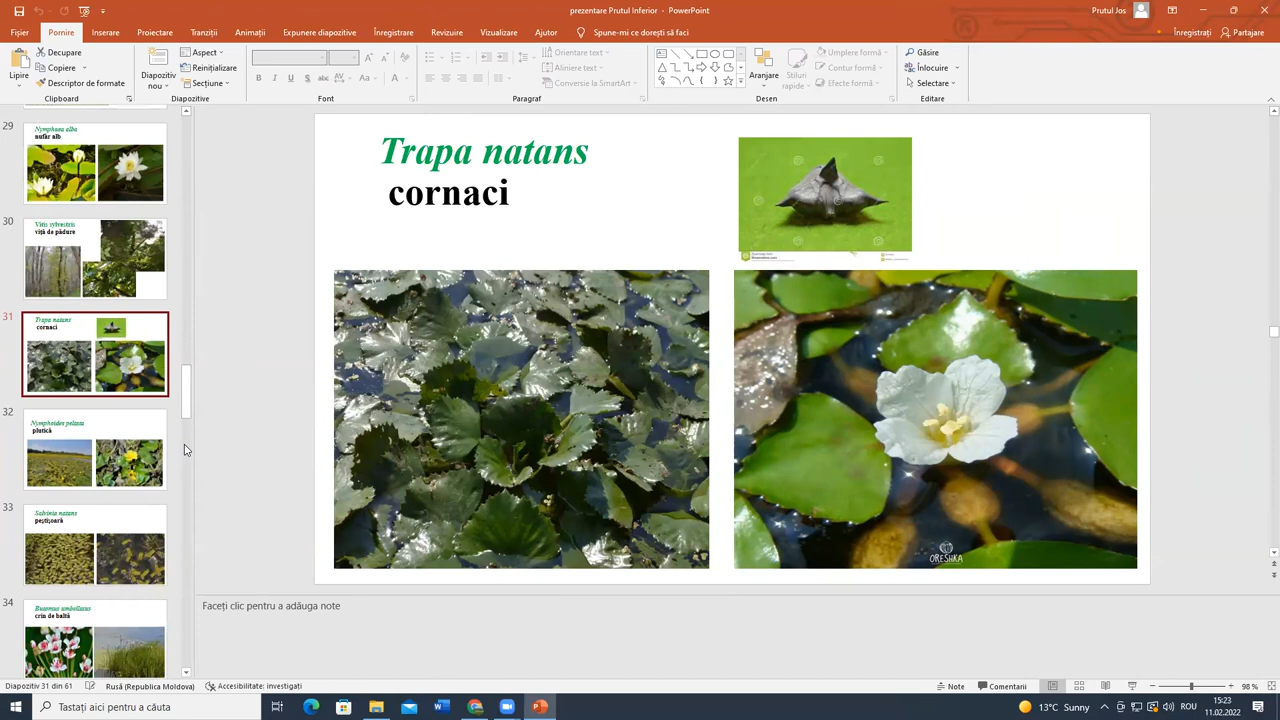 prezentare Prutul Inferior - PowerPoint
Prutul Jos
Fișier Pornire Inserare Proiectare Tranziții Animații Expunere diapozitive Înregistrare Revizuire Vizualizare Ajutor Spune-mi ce dorești să faci Înregistrați Partajare
Lipire
Decupare
Copiere
Descriptor de formate
Clipboard
Diapozitiv nou
Aspect
Reinițializare
Secțiune
Diapozitive
B I U S abc AV Aa A
Font
Orientare text
Aliniere text
Conversie la SmartArt
Paragraf
Aranjare
Stiluri rapide
Umplere formă
Contur formă
Efecte formă
Desen
Găsire
Înlocuire
Selectare
Editare
29
Nymphaea alba
nufăr alb
30
Vitis sylvestris
viță de pădure
31
Trapa natans
cornaci
32
Nymphoides peltata
plutică
33
Salvinia natans
peștișoară
34
Butomus umbellatus
crin de baltă
Trapa natans
cornaci
ORESHKA
Faceți clic pentru a adăuga note
Diapozitiv 31 din 61 Rusă (Republica Moldova) Accesibilitate: investigați Note Comentarii 98 %
Tastați aici pentru a căuta
13°C Sunny ROU 15:23
11.02.2022